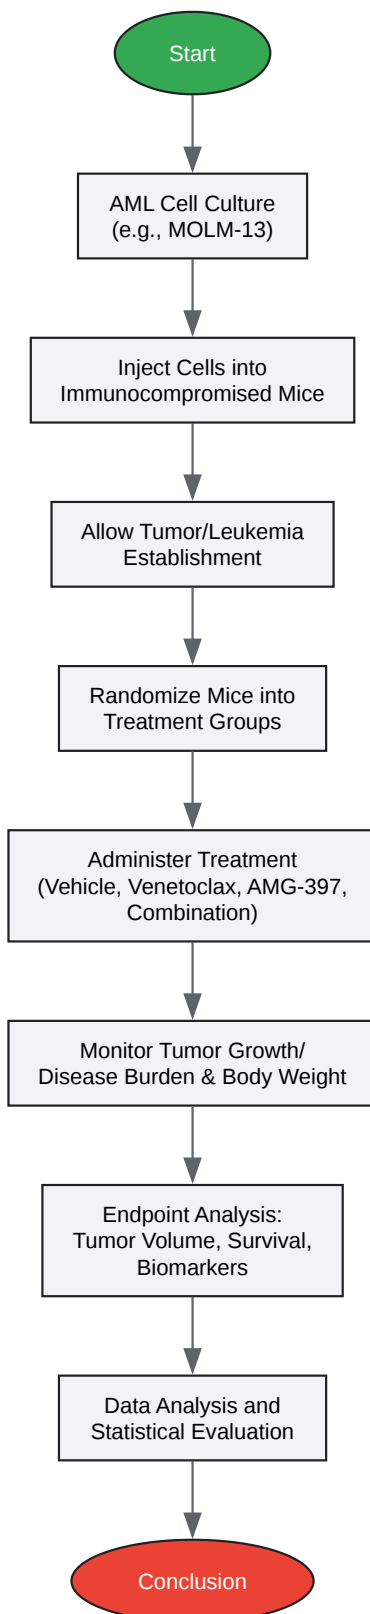 Start
AML Cell Culture
(e.g., MOLM-13)
Inject Cells into
Immunocompromised Mice
Allow Tumor/Leukemia
Establishment
Randomize Mice into
Treatment Groups
Administer Treatment
(Vehicle, Venetoclax, AMG-397,
Combination)
Monitor Tumor Growth/
Disease Burden & Body Weight
Endpoint Analysis:
Tumor Volume, Survival,
Biomarkers
Data Analysis and
Statistical Evaluation
Conclusion